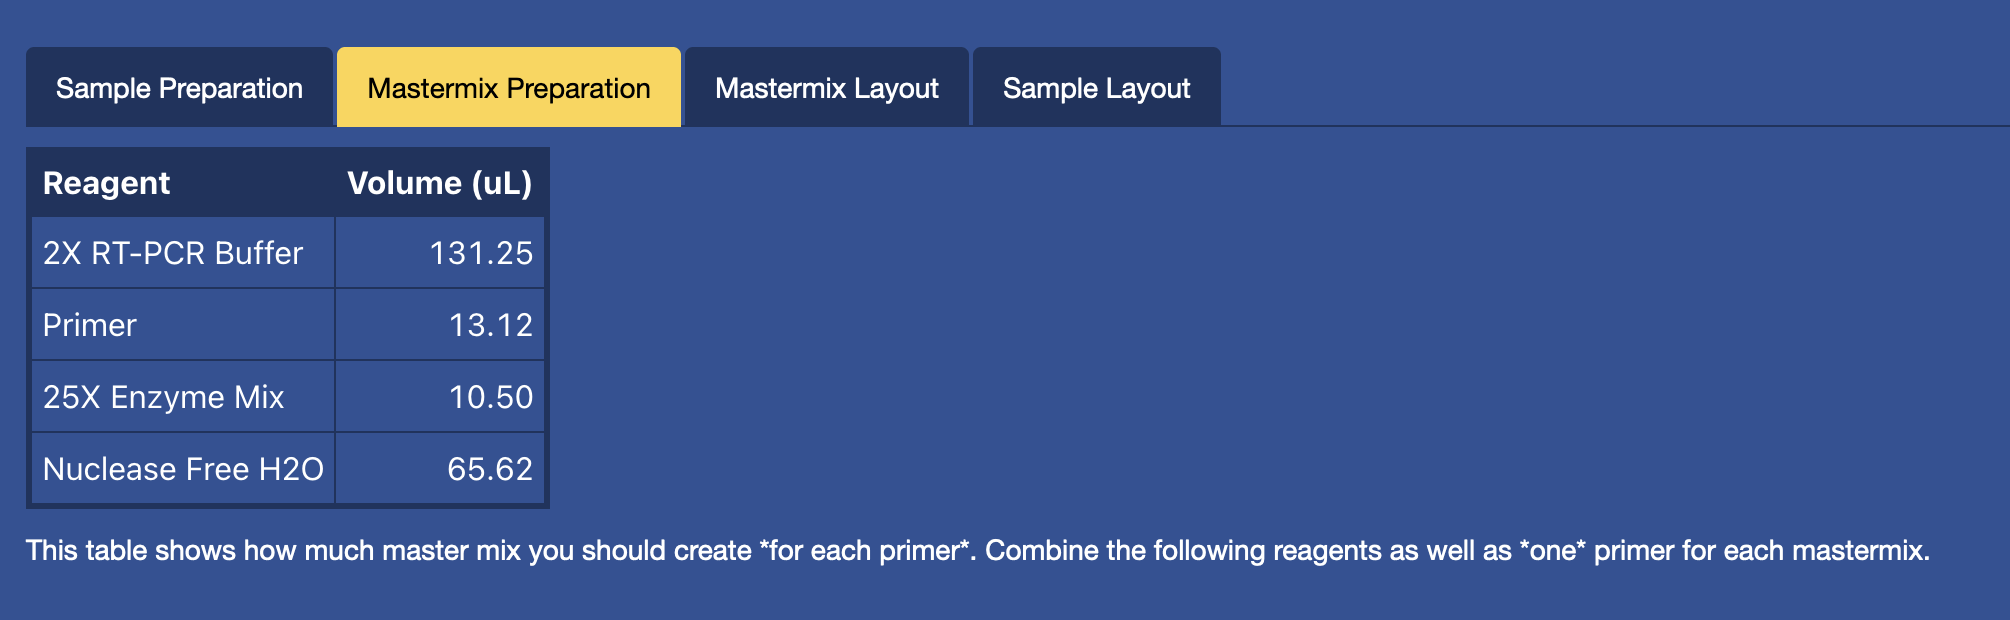 Sample Preparation Mastermix Preparation Mastermix Layout Sample Layout
Reagent Volume (uL)
2X RT-PCR Buffer 131.25
Primer 13.12
25X Enzyme Mix 10.50
Nuclease Free H2O 65.62
This table shows how much master mix you should create *for each primer*. Combine the following reagents as well as *one* primer for each mastermix.